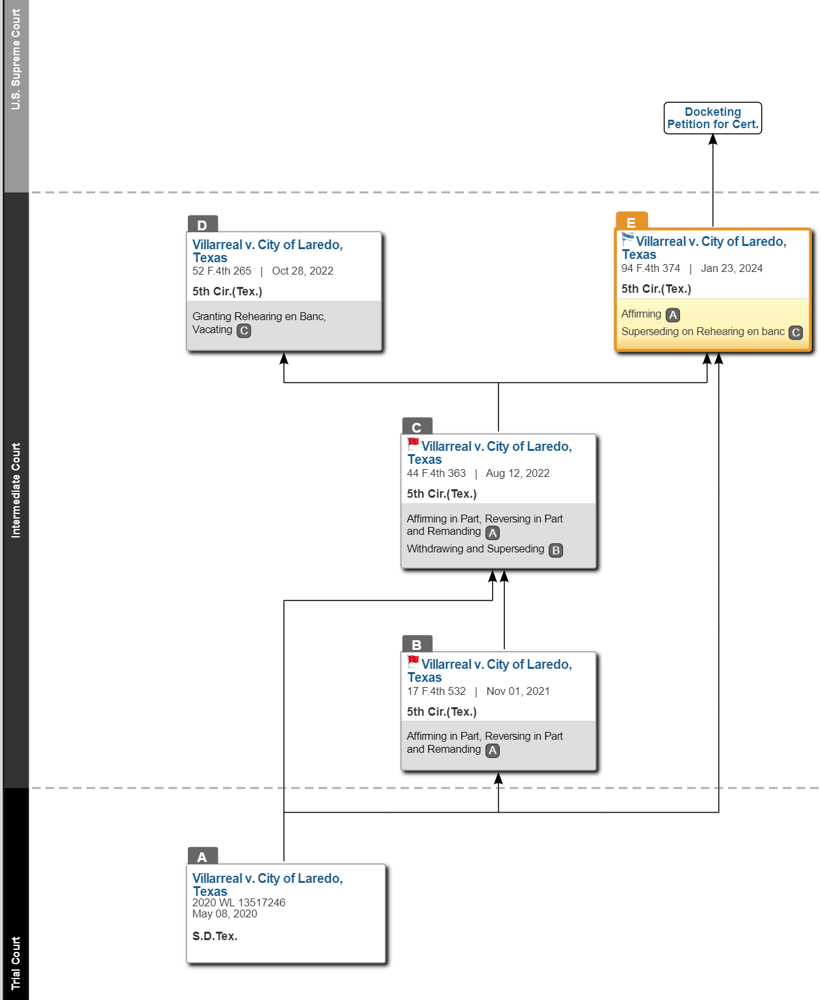 U.S. Supreme Court
Docketing
Petition for Cert.
Intermediate Court
D
Villarreal v. City of Laredo,
Texas
52 F.4th 265 | Oct 28, 2022
5th Cir.(Tex.)
Granting Rehearing en Banc,
Vacating C
E
Villarreal v. City of Laredo,
Texas
94 F.4th 374 | Jan 23, 2024
5th Cir.(Tex.)
Affirming A
Superseding on Rehearing en banc C
C
Villarreal v. City of Laredo,
Texas
44 F.4th 363 | Aug 12, 2022
5th Cir.(Tex.)
Affirming in Part, Reversing in Part
and Remanding A
Withdrawing and Superseding B
B
Villarreal v. City of Laredo,
Texas
17 F.4th 532 | Nov 01, 2021
5th Cir.(Tex.)
Affirming in Part, Reversing in Part
and Remanding A
Trial Court
A
Villarreal v. City of Laredo,
Texas
2020 WL 13517246
May 08, 2020
S.D.Tex.